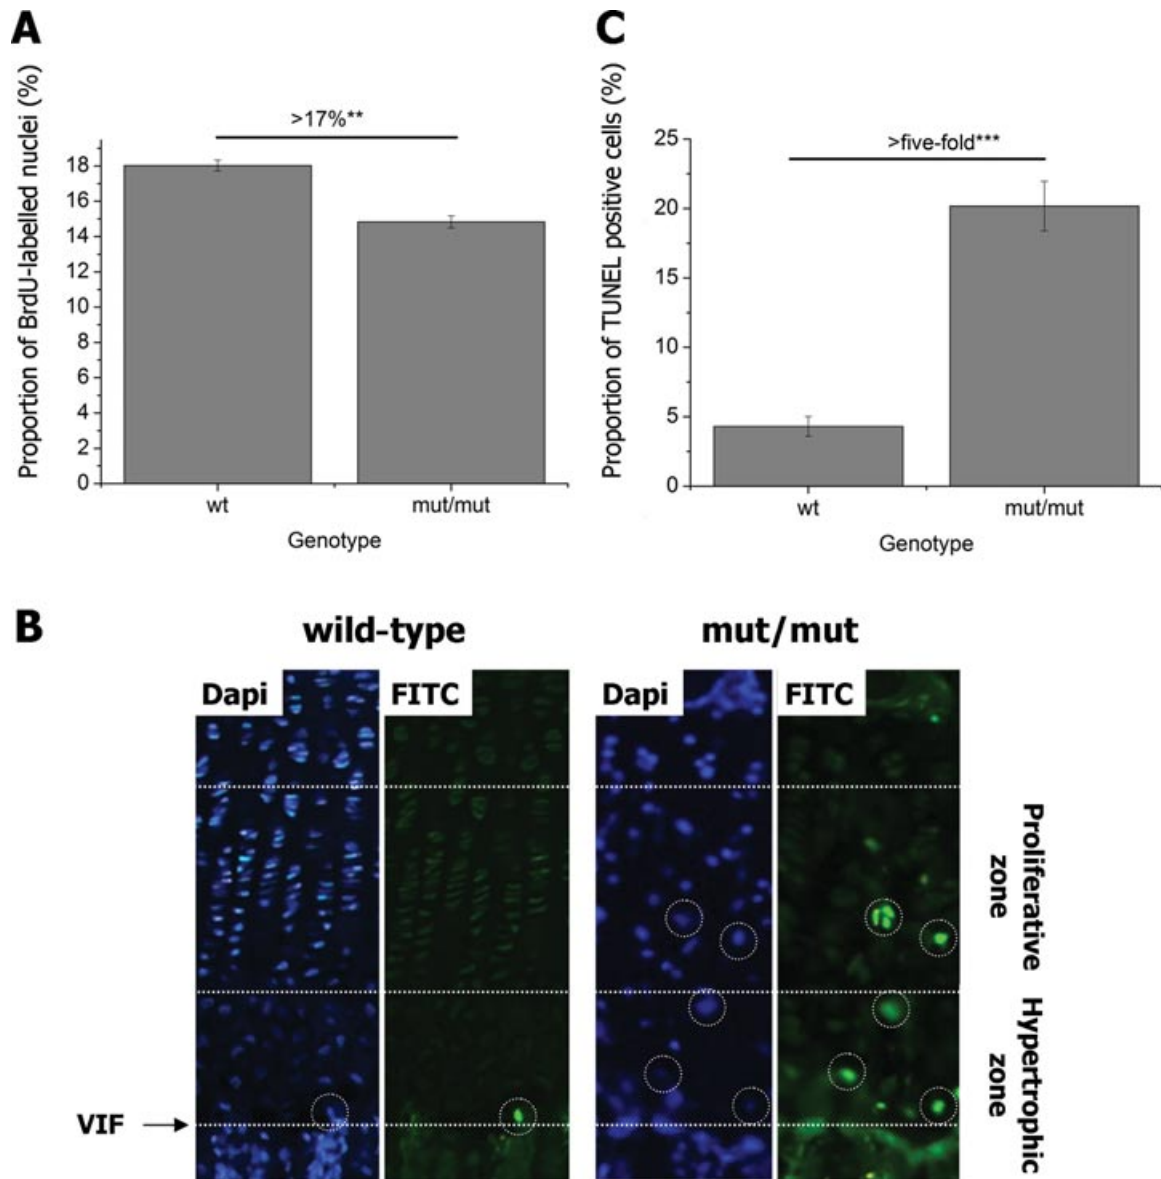 A
Proportion of BrdU-labelled nuclei (%)
>17%**
18
16
14
12
10
8
6
4
2
0
wt
mut/mut
Genotype
C
Proportion of TUNEL positive cells (%)
>five-fold***
25
20
15
10
5
0
wt
mut/mut
Genotype
B
wild-type
mut/mut
Dapi
FITC
Dapi
FITC
Proliferative
zone
Hypertrophic
zone
VIF